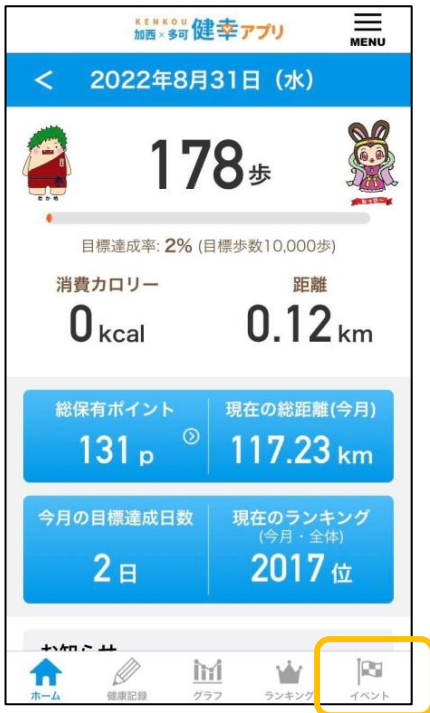 KENKOU
加西×多可 健幸アプリ
MENU
< 2022年8月31日（水）
178歩
目標達成率: 2% (目標歩数10,000歩)
消費カロリー 距離
0 kcal 0.12 km
総保有ポイント 現在の総距離(今月)
131 p 117.23 km
今月の目標達成日数 現在のランキング
(今月・全体)
2 日 2017 位
お知らせ
ホーム 健康記録 グラフ ランキング イベント